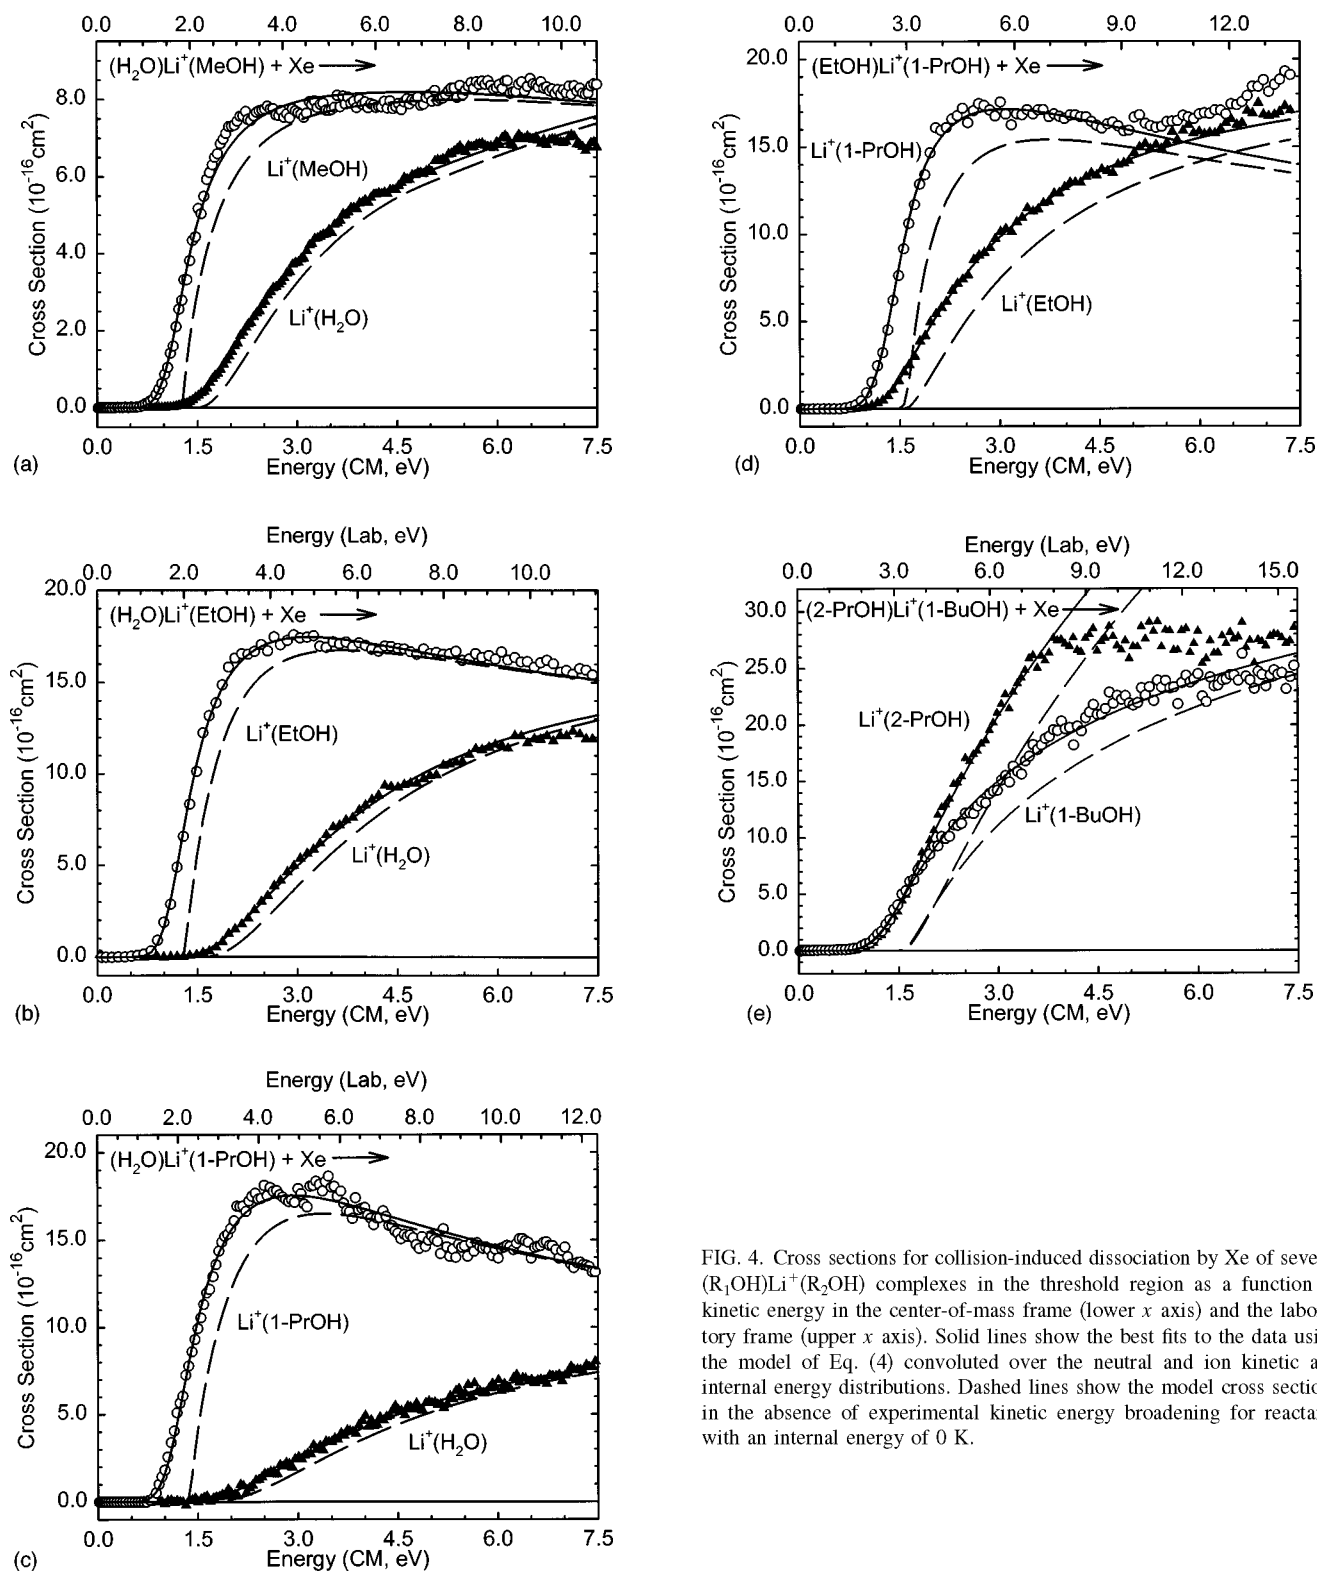 0.0 2.0 4.0 6.0 8.0 10.0
(H₂O)Li⁺(MeOH) + Xe
8.0
6.0
4.0
2.0
0.0
Cross Section (10⁻¹⁶cm²)
Li⁺(MeOH)
Li⁺(H₂O)
0.0 1.5 3.0 4.5 6.0 7.5
Energy (CM, eV)
(a)
Energy (Lab, eV)
0.0 2.0 4.0 6.0 8.0 10.0
(H₂O)Li⁺(EtOH) + Xe
20.0
15.0
10.0
5.0
0.0
Cross Section (10⁻¹⁶cm²)
Li⁺(EtOH)
Li⁺(H₂O)
0.0 1.5 3.0 4.5 6.0 7.5
Energy (CM, eV)
(b)
Energy (Lab, eV)
0.0 2.0 4.0 6.0 8.0 10.0 12.0
(H₂O)Li⁺(1-PrOH) + Xe
20.0
15.0
10.0
5.0
0.0
Cross Section (10⁻¹⁶cm²)
Li⁺(1-PrOH)
Li⁺(H₂O)
0.0 1.5 3.0 4.5 6.0 7.5
Energy (CM, eV)
(c)
0.0 3.0 6.0 9.0 12.0
(EtOH)Li⁺(1-PrOH) + Xe
20.0
15.0
10.0
5.0
0.0
Cross Section (10⁻¹⁶cm²)
Li⁺(1-PrOH)
Li⁺(EtOH)
0.0 1.5 3.0 4.5 6.0 7.5
Energy (CM, eV)
(d)
Energy (Lab, eV)
0.0 3.0 6.0 9.0 12.0 15.0
(2-PrOH)Li⁺(1-BuOH) + Xe
30.0
25.0
20.0
15.0
10.0
5.0
0.0
Cross Section (10⁻¹⁶cm²)
Li⁺(2-PrOH)
Li⁺(1-BuOH)
0.0 1.5 3.0 4.5 6.0 7.5
Energy (CM, eV)
(e)
FIG. 4. Cross sections for collision-induced dissociation by Xe of seve
(R₁OH)Li⁺(R₂OH) complexes in the threshold region as a function
kinetic energy in the center-of-mass frame (lower x axis) and the labo
tory frame (upper x axis). Solid lines show the best fits to the data usi
the model of Eq. (4) convoluted over the neutral and ion kinetic a
internal energy distributions. Dashed lines show the model cross sectio
in the absence of experimental kinetic energy broadening for reacta
with an internal energy of 0 K.